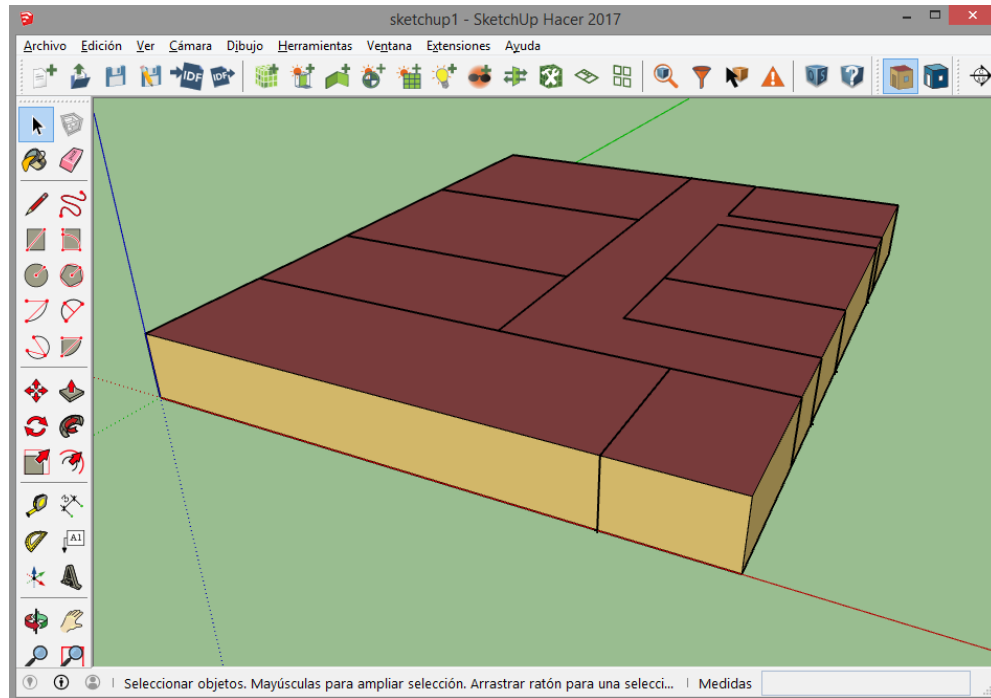 sketchup1 - SketchUp Hacer 2017
Archivo Edición Ver Cámara Dibujo Herramientas Ventana Extensiones Ayuda
IDF IDF
A1
Seleccionar objetos. Mayúsculas para ampliar selección. Arrastrar ratón para una selecci... Medidas